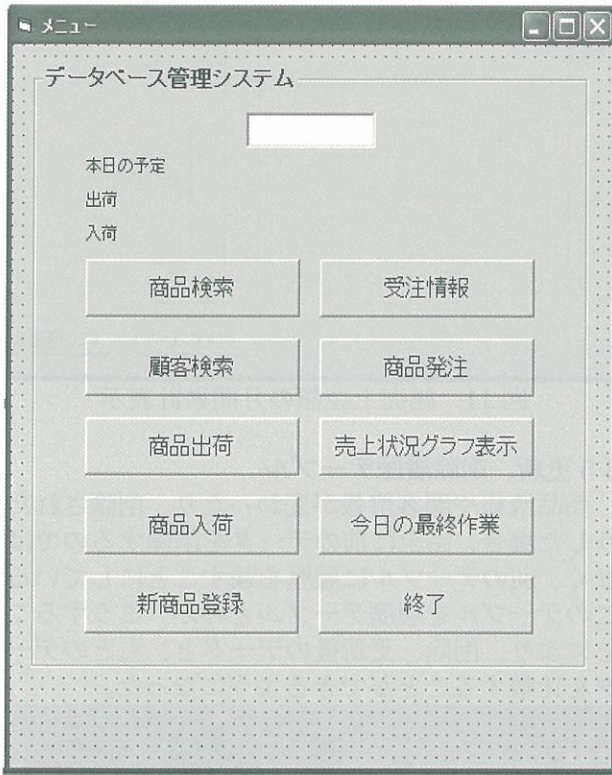 メニュー
データベース管理システム
本日の予定
出荷
入荷
商品検索
受注情報
顧客検索
商品発注
商品出荷
売上状況グラフ表示
商品入荷
今日の最終作業
新商品登録
終了